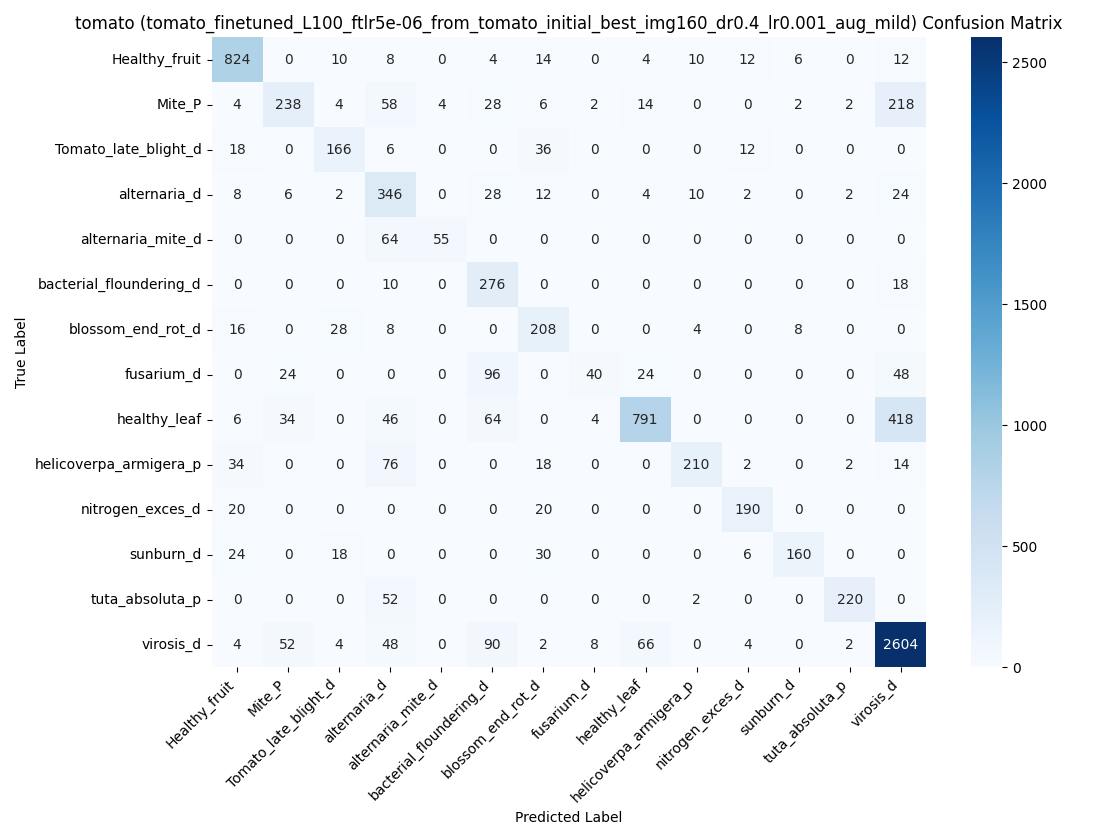 tomato (tomato_finetuned_L100_ftlr5e-06_from_tomato_initial_best_img160_dr0.4_lr0.001_aug_mild) Confusion Matrix
Healthy_fruit 824 0 10 8 0 4 14 0 4 10 12 6 0 12
Mite_P 4 238 4 58 4 28 6 2 14 0 0 2 2 218
Tomato_late_blight_d 18 0 166 6 0 0 36 0 0 0 12 0 0 0
alternaria_d 8 6 2 346 0 28 12 0 4 10 2 0 2 24
alternaria_mite_d 0 0 0 64 55 0 0 0 0 0 0 0 0 0
bacterial_floundering_d 0 0 0 10 0 276 0 0 0 0 0 0 0 18
blossom_end_rot_d 16 0 28 8 0 0 208 0 0 4 0 8 0 0
fusarium_d 0 24 0 0 0 96 0 40 24 0 0 0 0 48
healthy_leaf 6 34 0 46 0 64 0 4 791 0 0 0 0 418
helicoverpa_armigera_p 34 0 0 76 0 0 18 0 0 210 2 0 2 14
nitrogen_exces_d 20 0 0 0 0 0 20 0 0 0 190 0 0 0
sunburn_d 24 0 18 0 0 0 30 0 0 0 6 160 0 0
tuta_absoluta_p 0 0 0 52 0 0 0 0 0 2 0 0 220 0
virosis_d 4 52 4 48 0 90 2 8 66 0 4 0 2 2604
Healthy_fruit Mite_P Tomato_late_blight_d alternaria_d alternaria_mite_d bacterial_floundering_d blossom_end_rot_d fusarium_d healthy_leaf helicoverpa_armigera_p nitrogen_exces_d sunburn_d tuta_absoluta_p virosis_d
Predicted Label
True Label
2500
2000
1500
1000
500
0